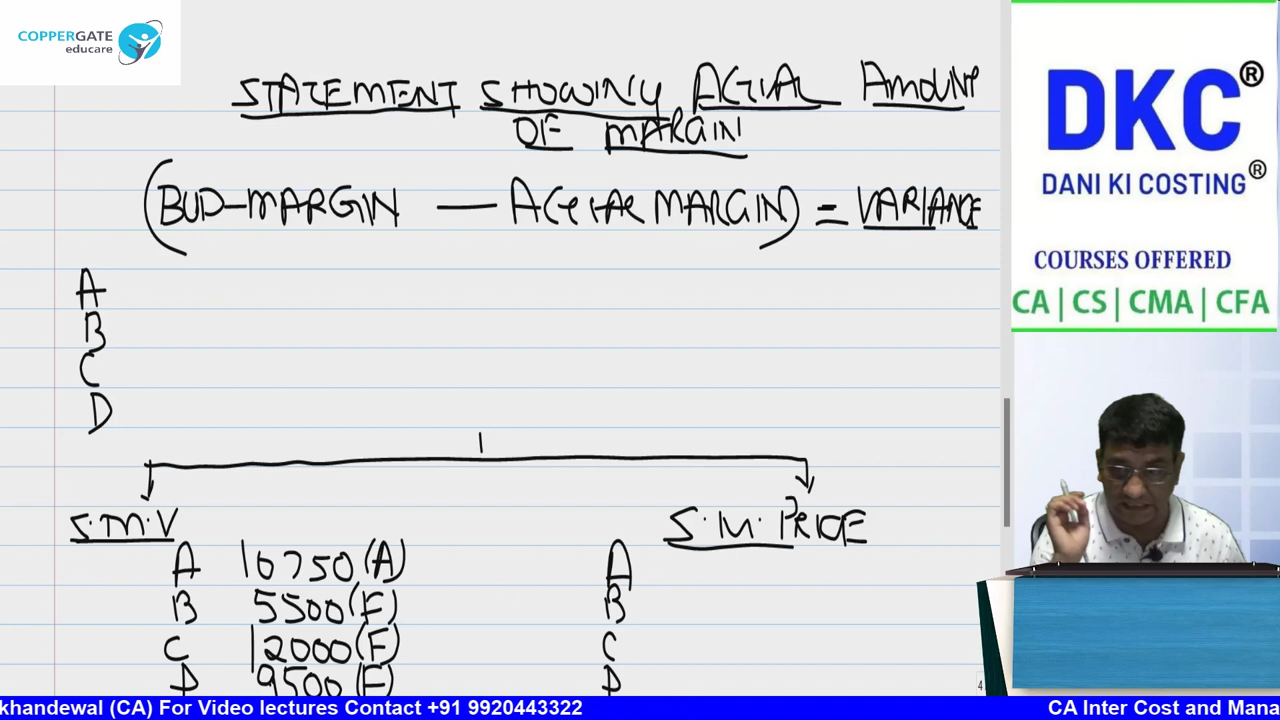 COPPERGATE
educare
STATEMENT SHOWING ACTUAL AMOUNT
OF MARGIN
(BUD-MARGIN — ACTUAL MARGIN) = VARIANCE
A
B
C
D
S.M.V
A 10750 (A)
B 5500 (F)
C 12000 (F)
D 9500 (F)
S.M. PRICE
A
B
C
D
4
DKC®
DANI KI COSTING®
COURSES OFFERED
CA | CS | CMA | CFA
khandewal (CA) For Video lectures Contact +91 9920443322
CA Inter Cost and Mana